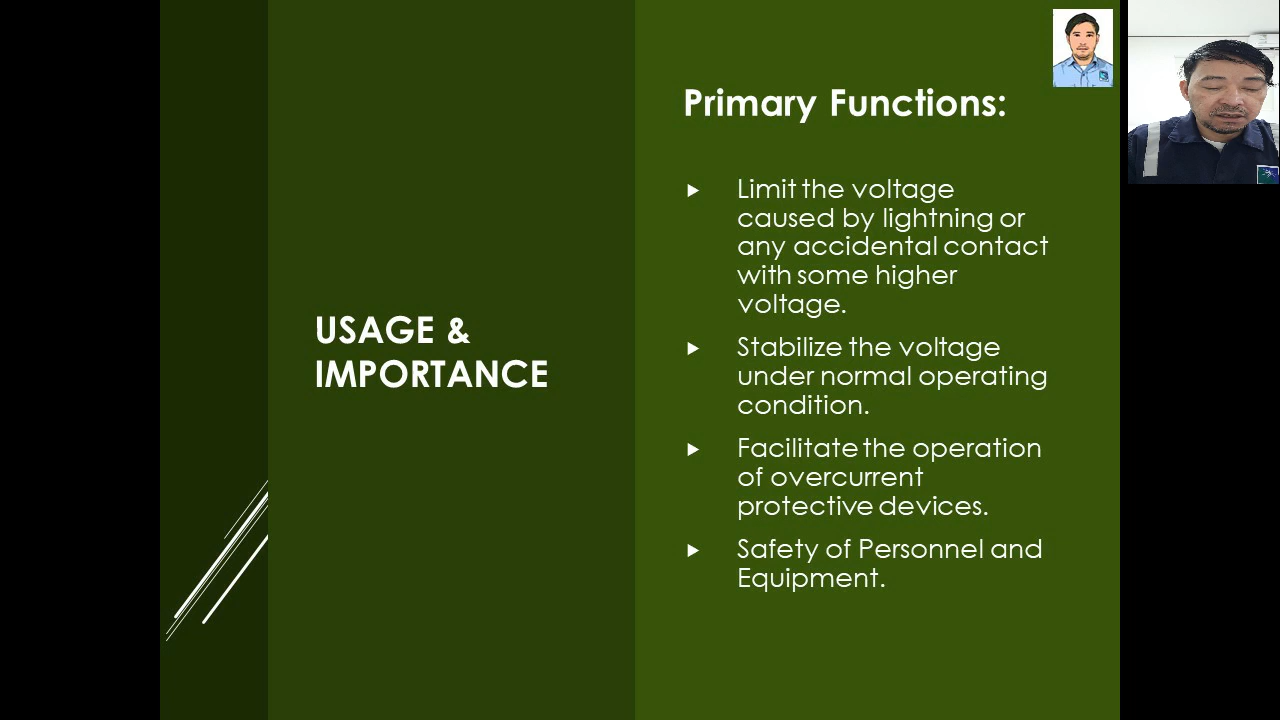 Primary Functions:
Limit the voltage
caused by lightning or
any accidental contact
with some higher
voltage.
Stabilize the voltage
under normal operating
condition.
Facilitate the operation
of overcurrent
protective devices.
Safety of Personnel and
Equipment.
USAGE &
IMPORTANCE